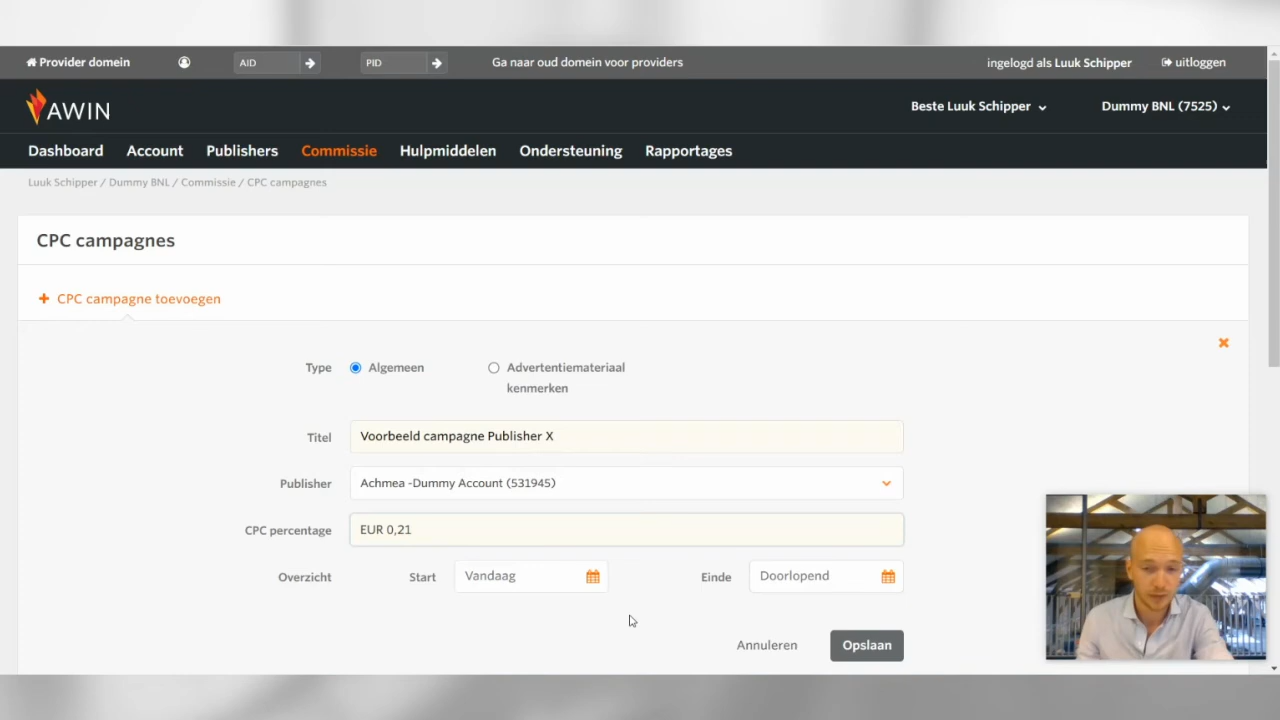 Provider domein
AID
PID
Ga naar oud domein voor providers
ingelogd als Luuk Schipper
uitloggen
AWIN
Beste Luuk Schipper
Dummy BNL (7525)
Dashboard
Account
Publishers
Commissie
Hulpmiddelen
Ondersteuning
Rapportages
Luuk Schipper / Dummy BNL / Commissie / CPC campagnes
CPC campagnes
+ CPC campagne toevoegen
Type
Algemeen
Advertentiemateriaal
kenmerken
Titel
Voorbeeld campagne Publisher X
Publisher
Achmea -Dummy Account (531945)
CPC percentage
EUR 0,21
Overzicht
Start
Vandaag
Einde
Doorlopend
Annuleren
Opslaan